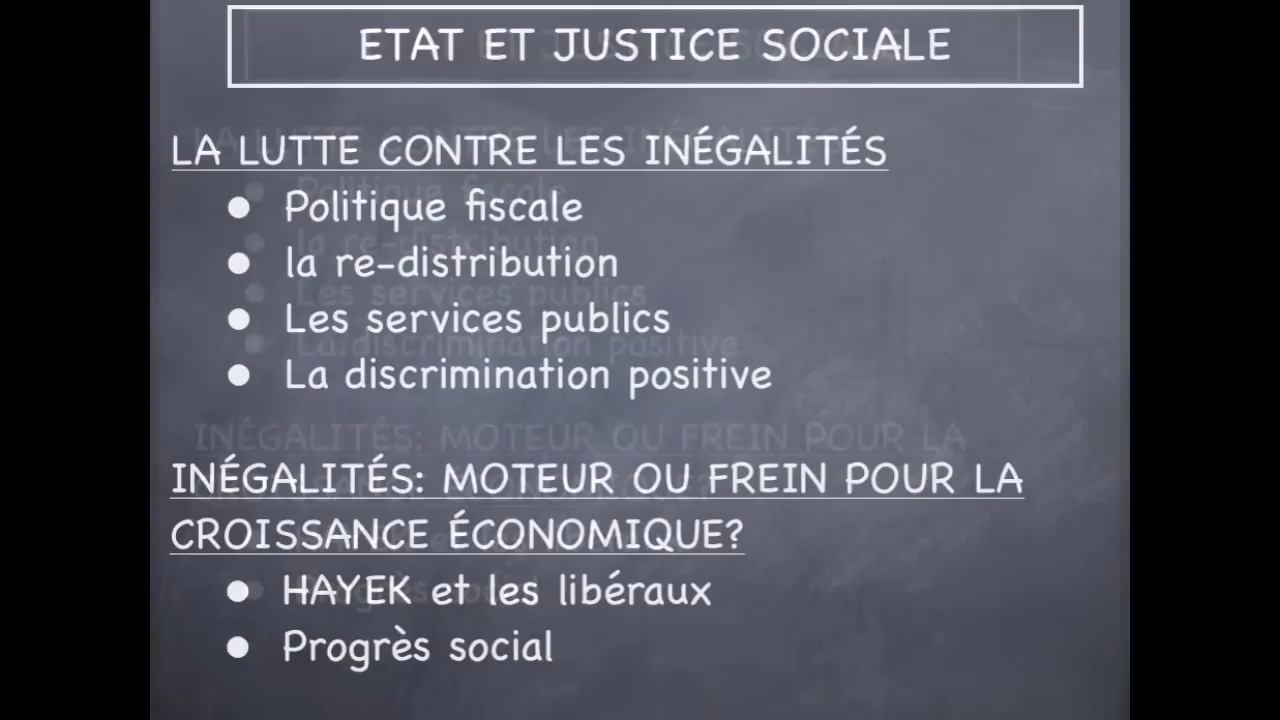 ETAT ET JUSTICE SOCIALE
LA LUTTE CONTRE LES INÉGALITÉS
● Politique fiscale
● la re-distribution
● Les services publics
● La discrimination positive
INÉGALITÉS: MOTEUR OU FREIN POUR LA
CROISSANCE ÉCONOMIQUE?
● HAYEK et les libéraux
● Progrès social